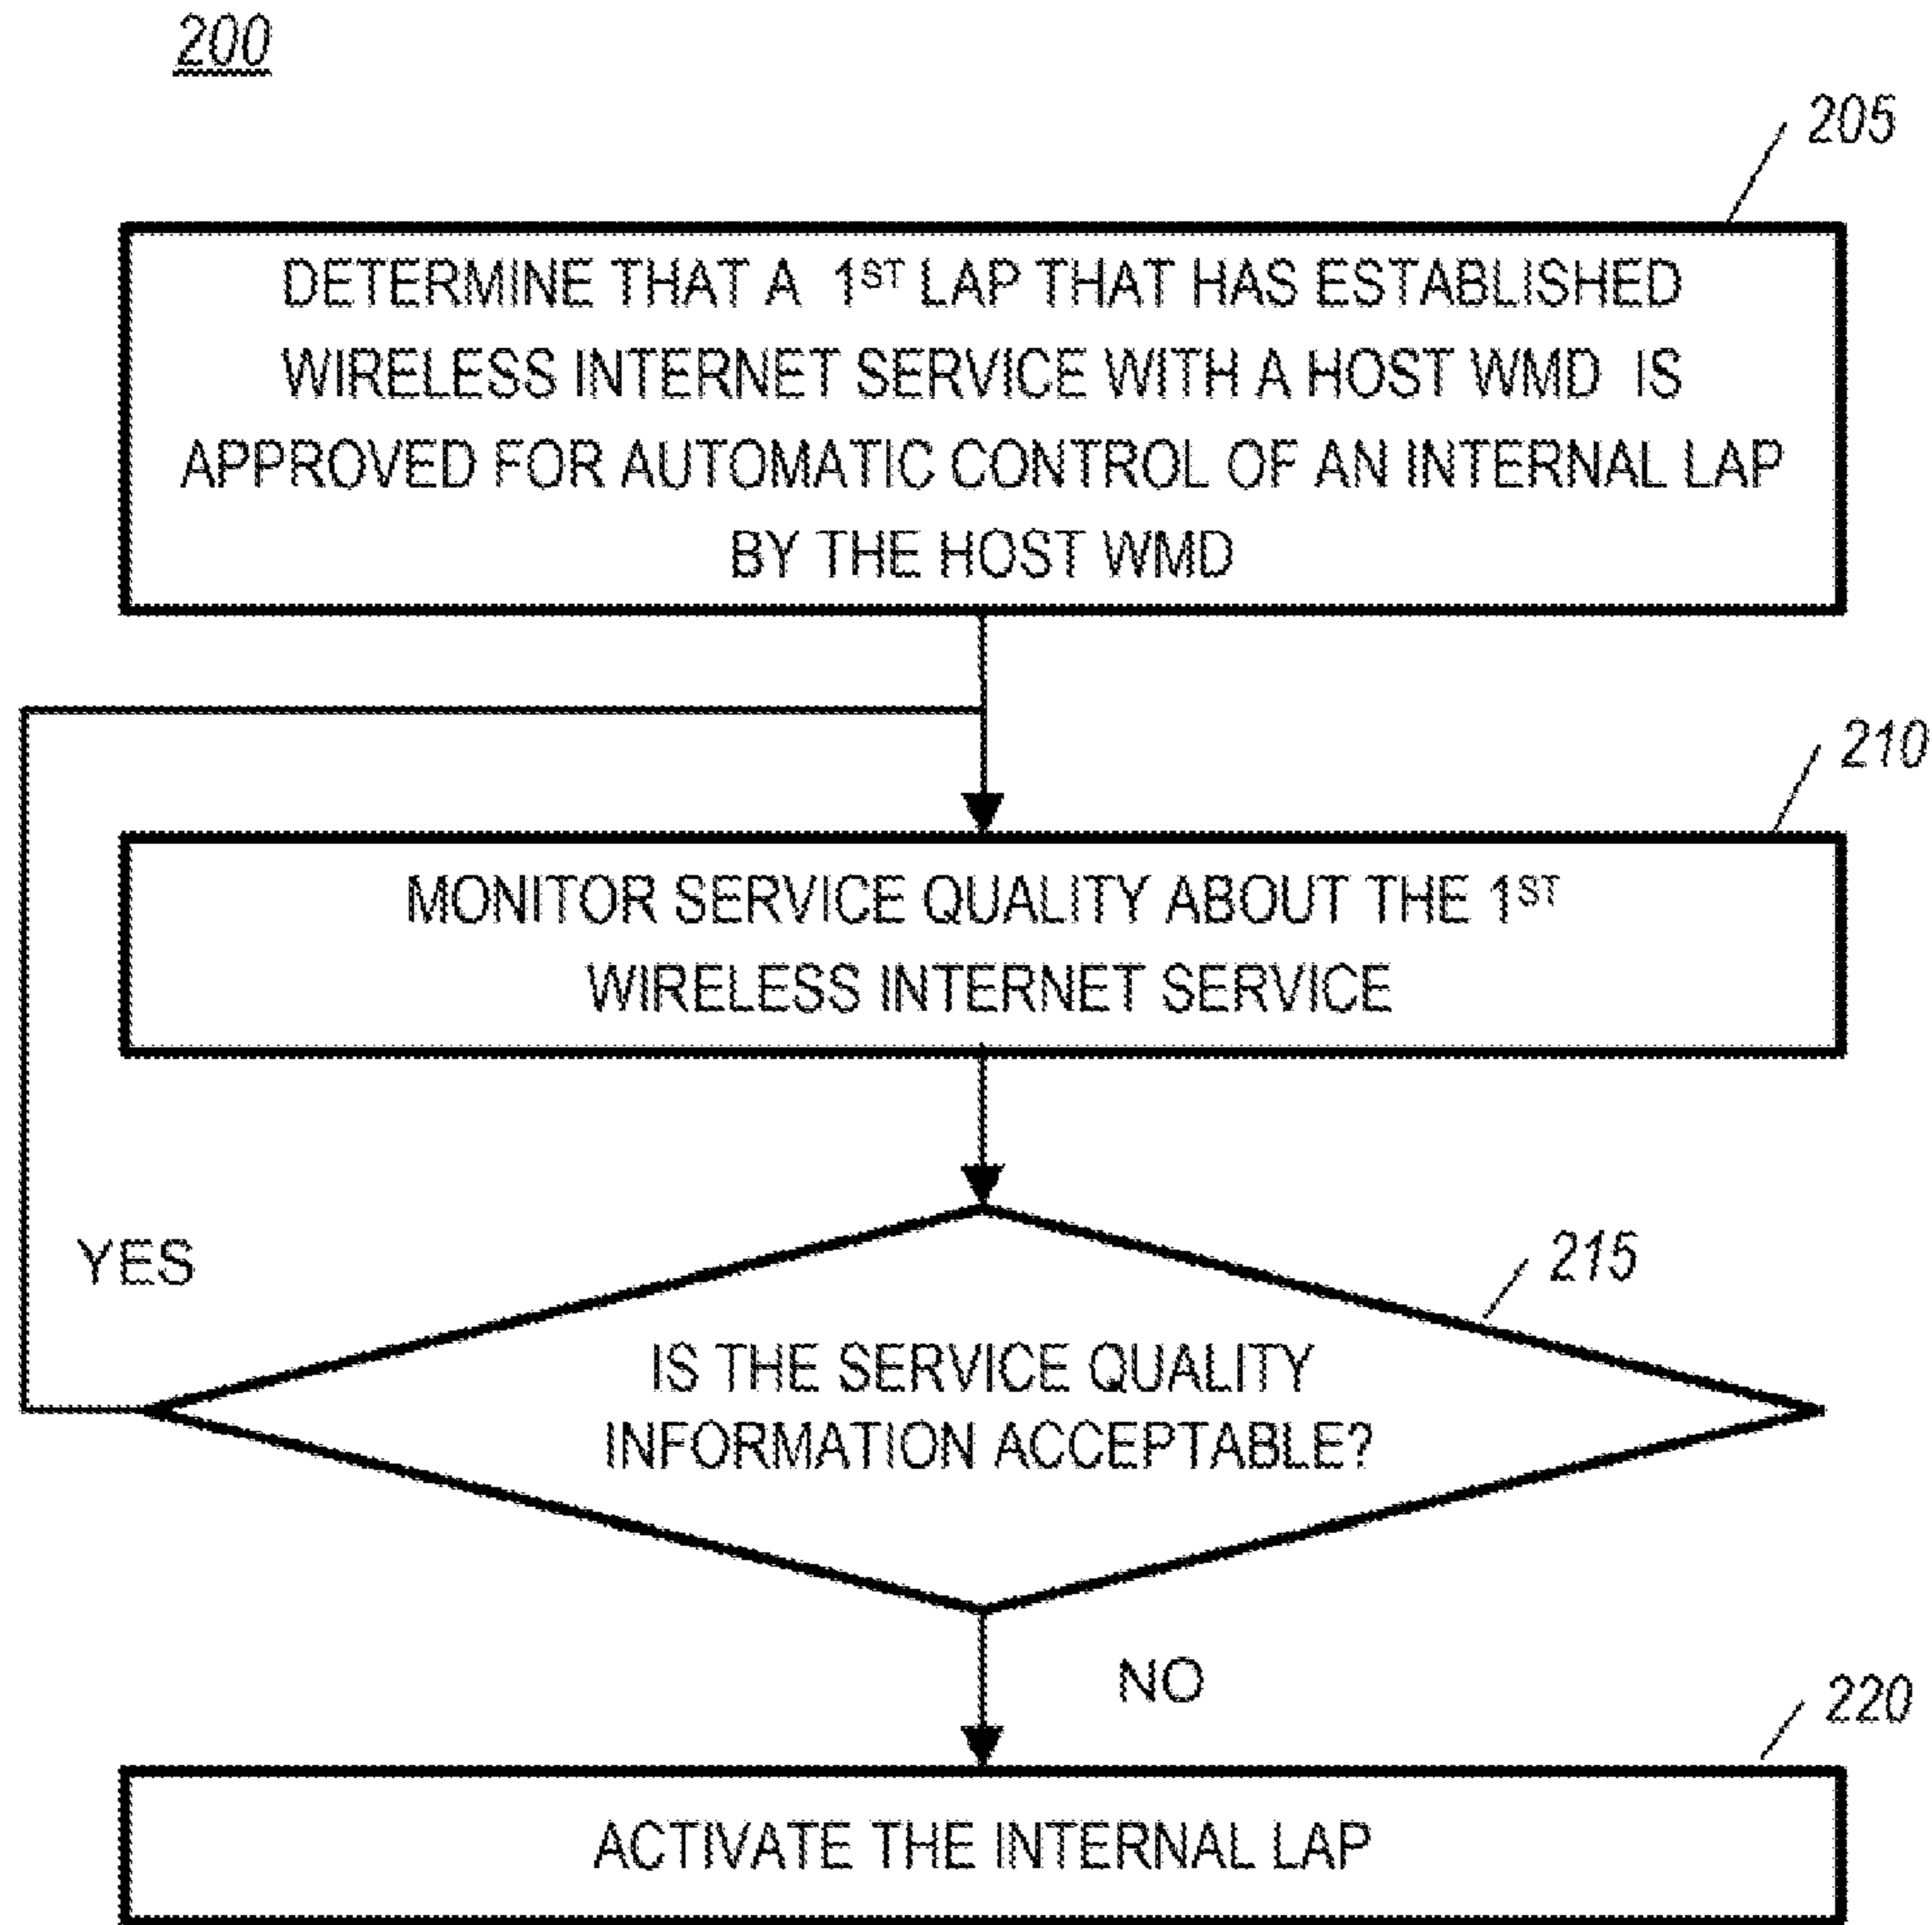 200
205
DETERMINE THAT A 1ST LAP THAT HAS ESTABLISHED
WIRELESS INTERNET SERVICE WITH A HOST WMD IS
APPROVED FOR AUTOMATIC CONTROL OF AN INTERNAL LAP
BY THE HOST WMD
210
MONITOR SERVICE QUALITY ABOUT THE 1ST
WIRELESS INTERNET SERVICE
YES
215
IS THE SERVICE QUALITY
INFORMATION ACCEPTABLE?
NO
220
ACTIVATE THE INTERNAL LAP